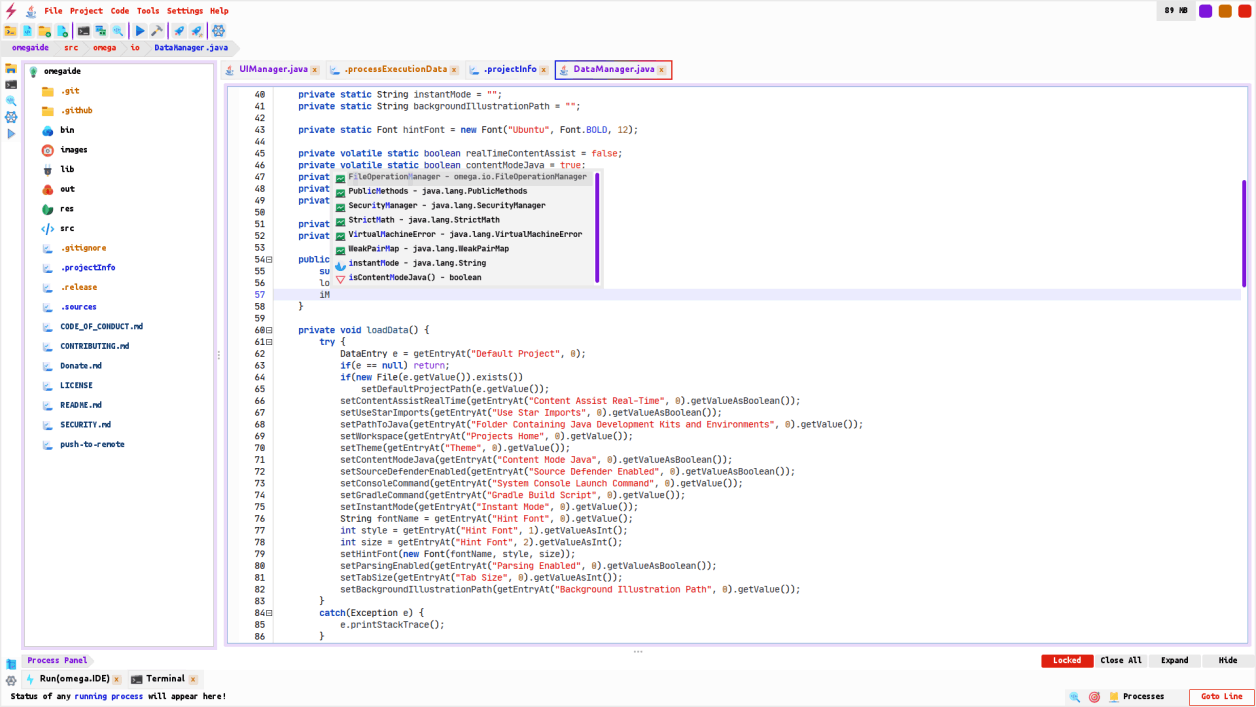 File Project Code Tools Settings Help
89 MB
omegaide src omega io DataManager.java
omegaide
.git
.github
bin
images
lib
out
res
src
.gitignore
.projectInfo
.release
.sources
CODE_OF_CONDUCT.md
CONTRIBUTING.md
Donate.md
LICENSE
README.md
SECURITY.md
push-to-remote
UIManager.java x .processExecutionData x .projectInfo x DataManager.java x
40 private static String instantMode = "";
41 private static String backgroundIllustrationPath = "";
42
43 private static Font hintFont = new Font("Ubuntu", Font.BOLD, 12);
44
45 private volatile static boolean realTimeContentAssist = false;
46 private volatile static boolean contentModeJava = true;
47 privat
48 privat
49 privat
50
51 privat
52 privat
53
54 public
55 su
56 lo
57 iM
58 }
59
60 private void loadData() {
61 try {
62 DataEntry e = getEntryAt("Default Project", 0);
63 if(e == null) return;
64 if(new File(e.getValue()).exists())
65 setDefaultProjectPath(e.getValue());
66 setContentAssistRealTime(getEntryAt("Content Assist Real-Time", 0).getValueAsBoolean());
67 setUseStarImports(getEntryAt("Use Star Imports", 0).getValueAsBoolean());
68 setPathToJava(getEntryAt("Folder Containing Java Development Kits and Environments", 0).getValue());
69 setWorkspace(getEntryAt("Projects Home", 0).getValue());
70 setTheme(getEntryAt("Theme", 0).getValue());
71 setContentModeJava(getEntryAt("Content Mode Java", 0).getValueAsBoolean());
72 setSourceDefenderEnabled(getEntryAt("Source Defender Enabled", 0).getValueAsBoolean());
73 setConsoleCommand(getEntryAt("System Console Launch Command", 0).getValue());
74 setGradleCommand(getEntryAt("Gradle Build Script", 0).getValue());
75 setInstantMode(getEntryAt("Instant Mode", 0).getValue());
76 String fontName = getEntryAt("Hint Font", 0).getValue();
77 int style = getEntryAt("Hint Font", 1).getValueAsInt();
78 int size = getEntryAt("Hint Font", 2).getValueAsInt();
79 setHintFont(new Font(fontName, style, size));
80 setParsingEnabled(getEntryAt("Parsing Enabled", 0).getValueAsBoolean());
81 setTabSize(getEntryAt("Tab Size", 0).getValueAsInt());
82 setBackgroundIllustrationPath(getEntryAt("Background Illustration Path", 0).getValue());
83 }
84 catch(Exception e) {
85 e.printStackTrace();
86 }
FileOperationManager - omega.io.FileOperationManager
PublicMethods - java.lang.PublicMethods
SecurityManager - java.lang.SecurityManager
StrictMath - java.lang.StrictMath
VirtualMachineError - java.lang.VirtualMachineError
WeakPairMap - java.lang.WeakPairMap
instantMode - java.lang.String
isContentModeJava() - boolean
Process Panel
Locked Close All Expand Hide
Run(omega.IDE) x Terminal x
Status of any running process will appear here!
Processes
Goto Line